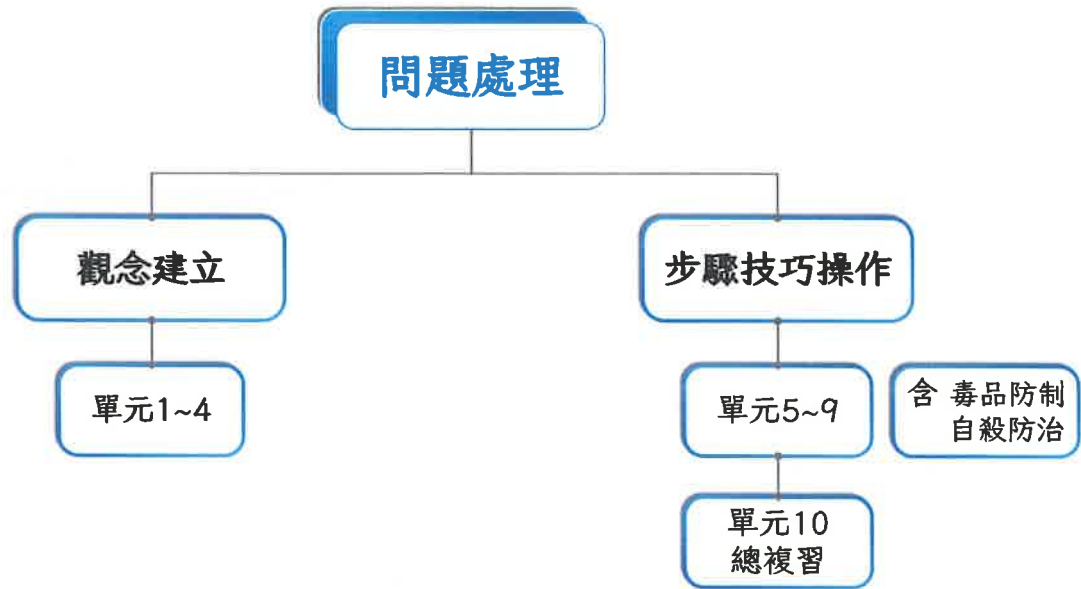 問題處理
觀念建立
步驟技巧操作
單元1~4
單元5~9
含 毒品防制
自殺防治
單元10
總複習